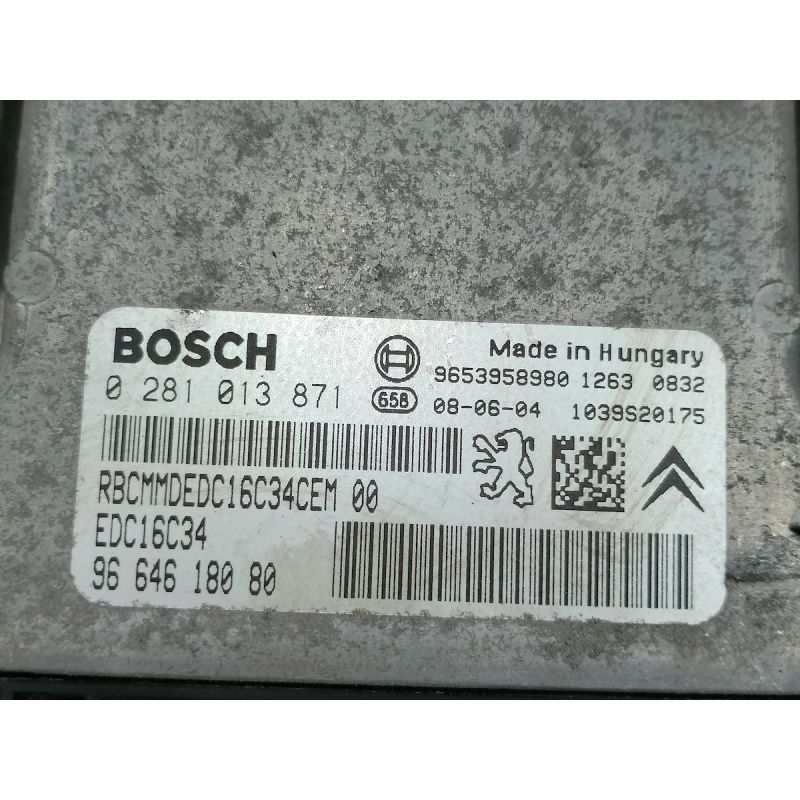 BOSCH
Made in Hungary
9653958980 1263 0832
0 281 013 871
658
08-06-04 1039S20175
RBCMMDEDC16C34CEM 00
EDC16C34
96 646 180 80